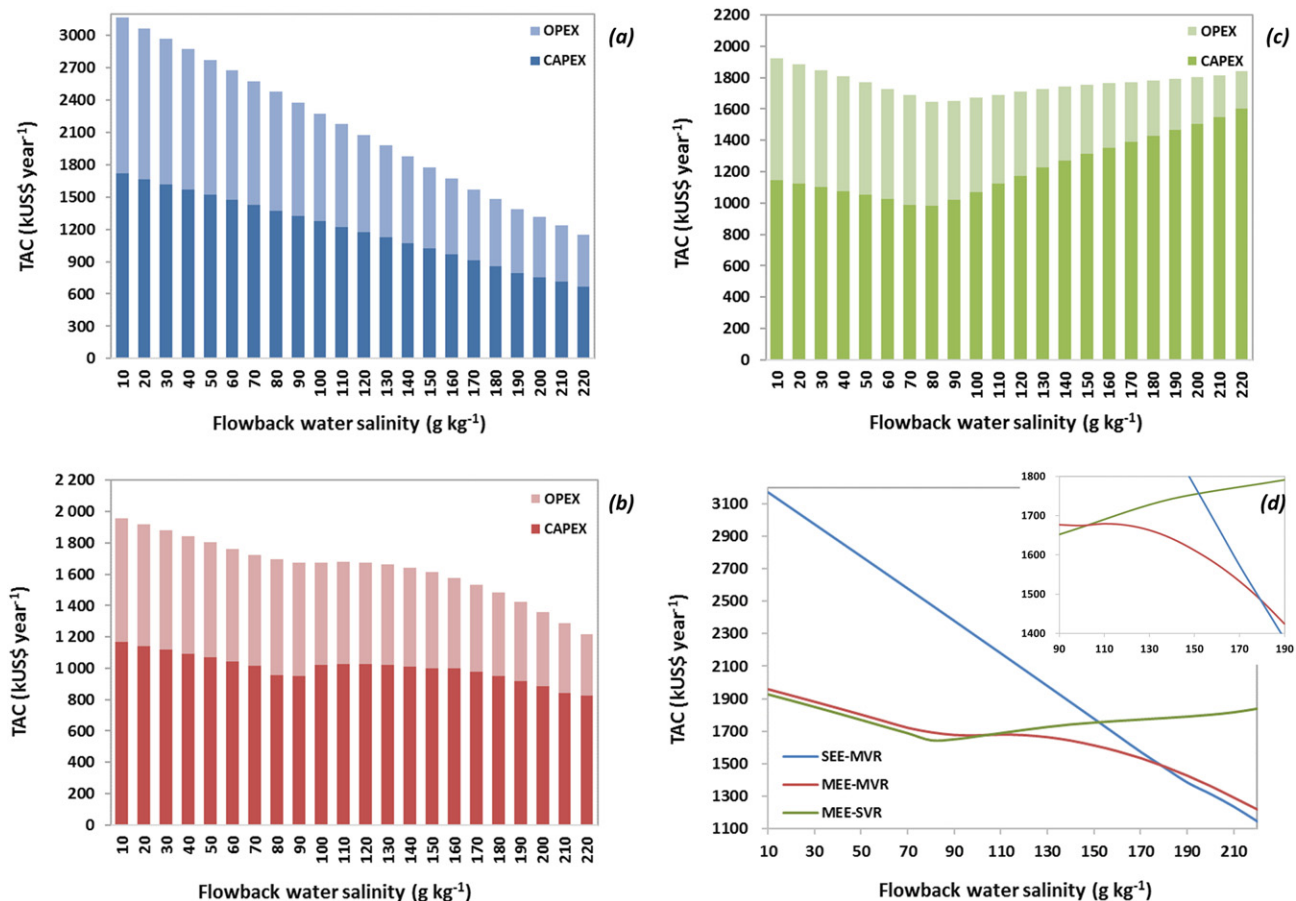 (a)
OPEX
CAPEX
TAC (kUS$ year-1)
3000
2700
2400
2100
1800
1500
1200
900
600
300
0
10 20 30 40 50 60 70 80 90 100 110 120 130 140 150 160 170 180 190 200 210 220
Flowback water salinity (g kg-1)
(c)
OPEX
CAPEX
TAC (kUS$ year-1)
2200
2000
1800
1600
1400
1200
1000
800
600
400
200
0
10 20 30 40 50 60 70 80 90 100 110 120 130 140 150 160 170 180 190 200 210 220
Flowback water salinity (g kg-1)
(b)
OPEX
CAPEX
TAC (kUS$ year-1)
2 200
2 000
1 800
1 600
1 400
1 200
1 000
800
600
400
200
0
10 20 30 40 50 60 70 80 90 100 110 120 130 140 150 160 170 180 190 200 210 220
Flowback water salinity (g kg-1)
(d)
1800
1700
1600
1500
1400
90 110 130 150 170 190
TAC (kUS$ year-1)
3100
2900
2700
2500
2300
2100
1900
1700
1500
1300
1100
SEE-MVR
MEE-MVR
MEE-SVR
10 30 50 70 90 110 130 150 170 190 210
Flowback water salinity (g kg-1)